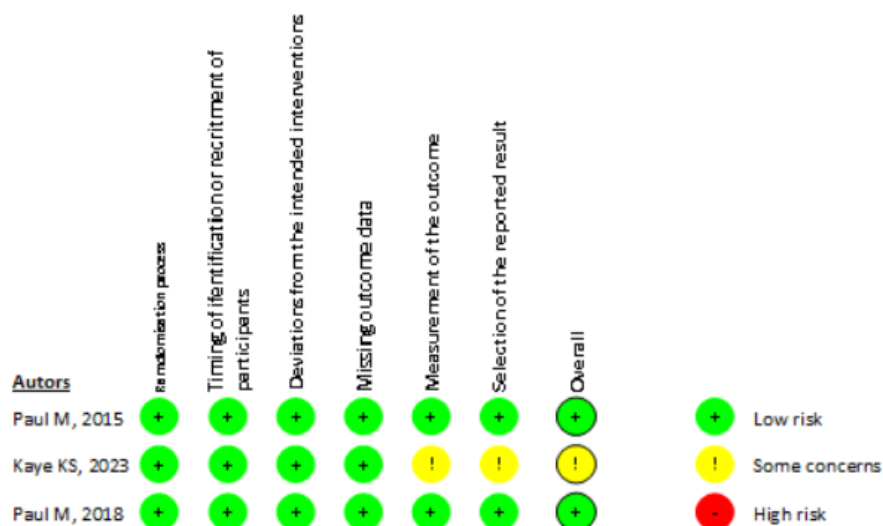 Randomisation process
Timing of ifentification or recritment of
participants
Deviations from the intended interventions
Missing outcome data
Measurement of the outcome
Selection of the reported result
Overall
Autors
Paul M, 2015 + + + + + + + + Low risk
Kaye KS, 2023 + + + + ! ! ! ! Some concerns
Paul M, 2018 + + + + + + + - High risk